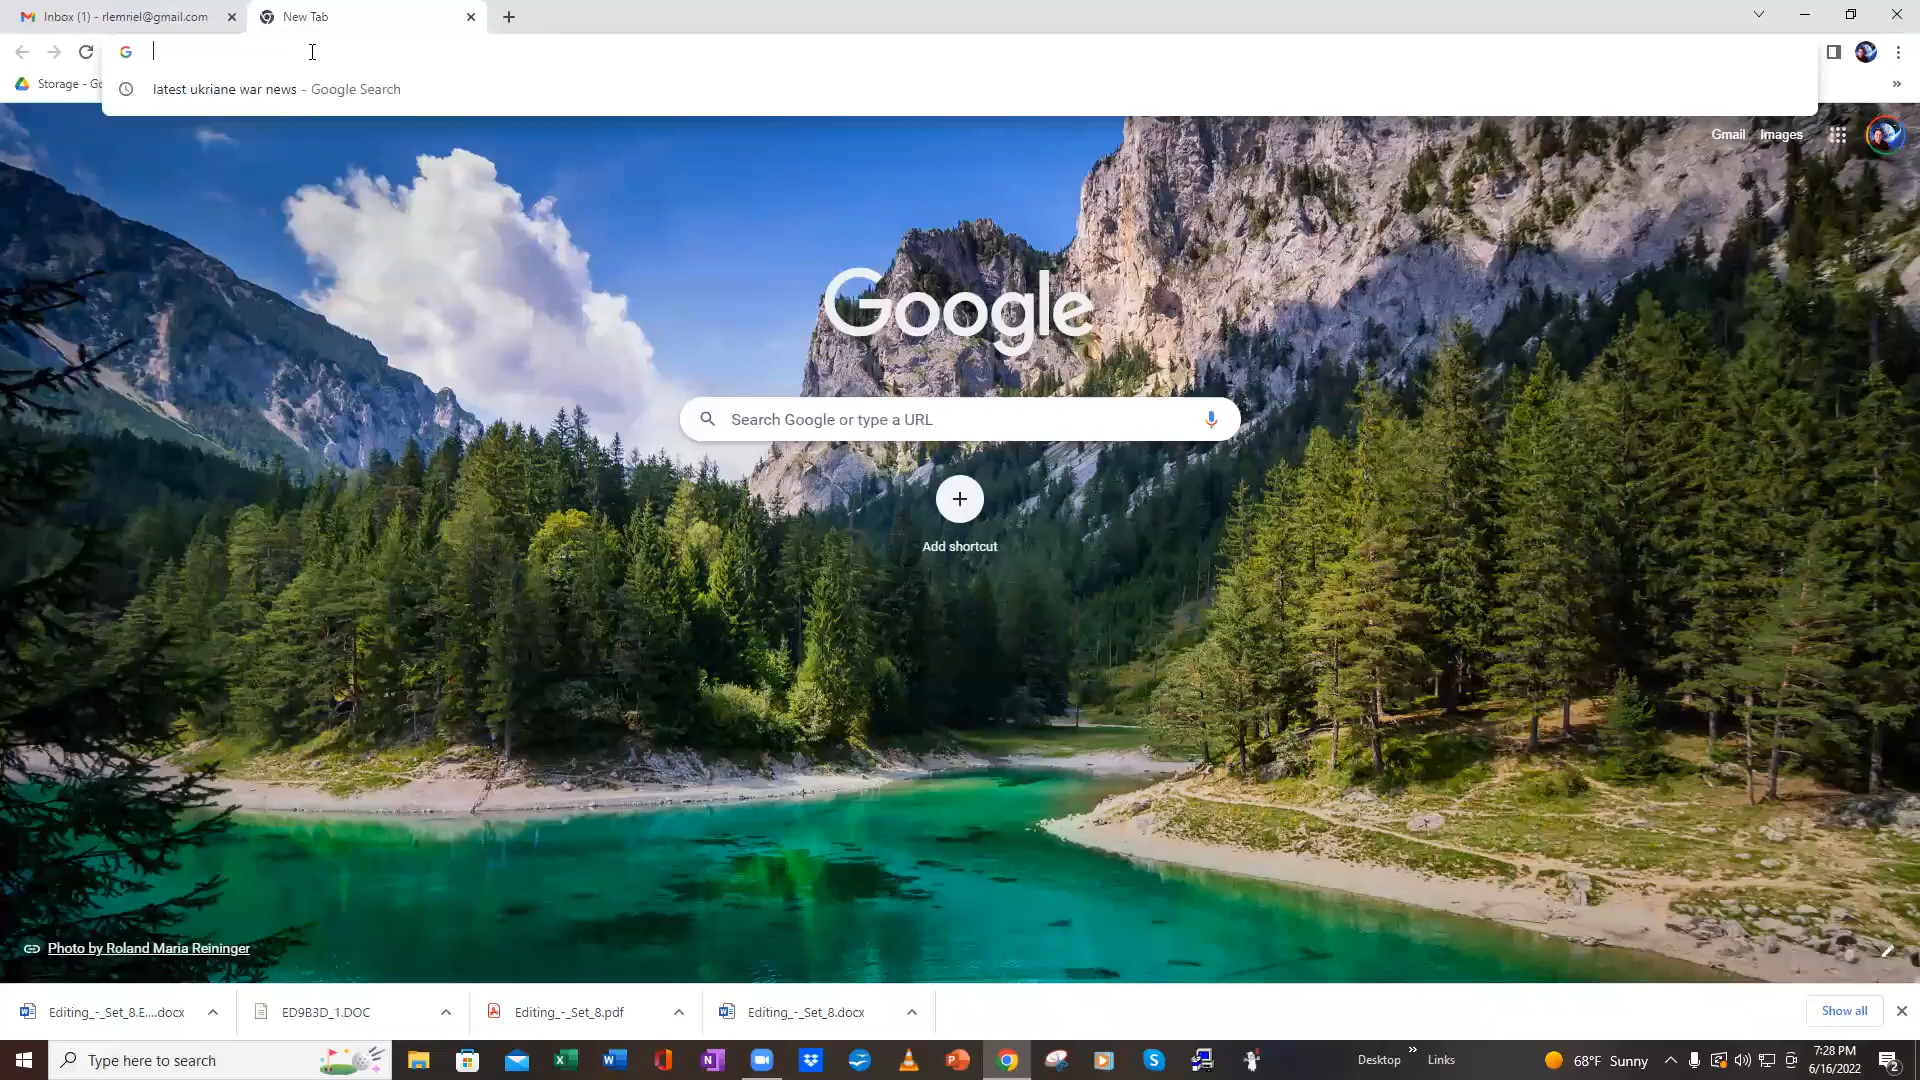 Inbox (1) - rlemriel@gmail.com
New Tab
latest ukriane war news - Google Search
Storage - Go
»
Gmail
Images
Google
Search Google or type a URL
Add shortcut
Photo by Roland Maria Reininger
Editing_-_Set_8.E....docx
ED9B3D_1.DOC
Editing_-_Set_8.pdf
Editing_-_Set_8.docx
Show all
Type here to search
Desktop
»
Links
68°F Sunny
7:28 PM
6/16/2022
2